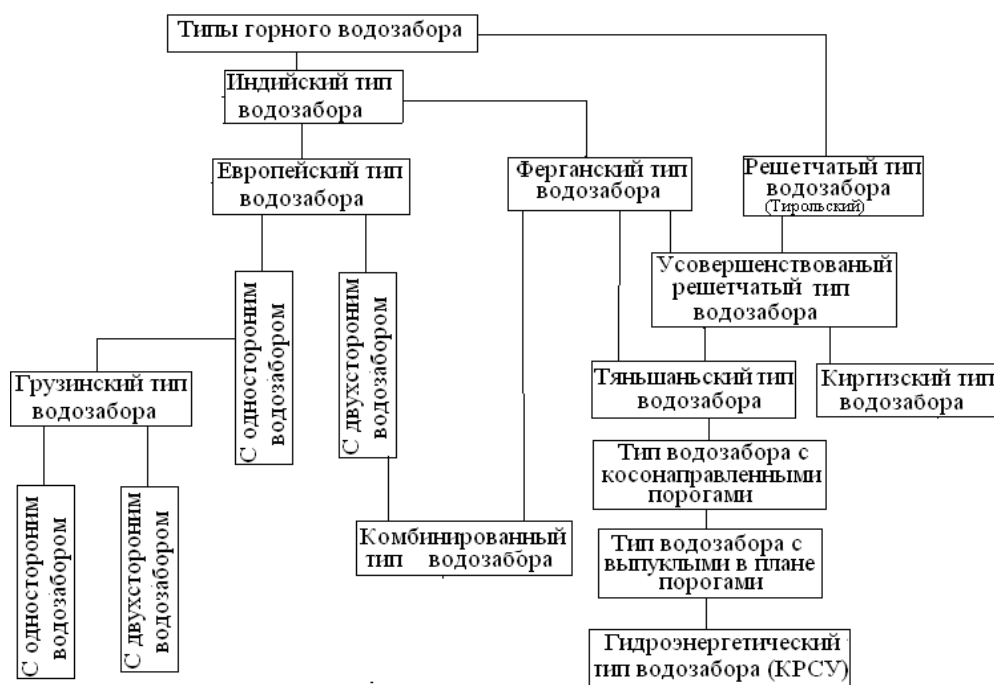 Типы горного водозабора
Индийский тип
водозабора
Европейский тип
водозабора
Ферганский тип
водозабора
Решетчатый тип
водозабора
(Тирольский)
Усовершенствованый
решетчатый тип
водозабора
С одностороним
водозабором
С двухстороним
водозабором
Грузинский тип
водозабора
Тяньшаньский тип
водозабора
Киргизский тип
водозабора
Тип водозабора с
косонаправленными
порогами
С одностороним
водозабором
С двухстороним
водозабором
Комбинированный
тип водозабора
Тип водозабора с
выпуклыми в плане
порогами
Гидроэнергетический
тип водозабора (КРСУ)